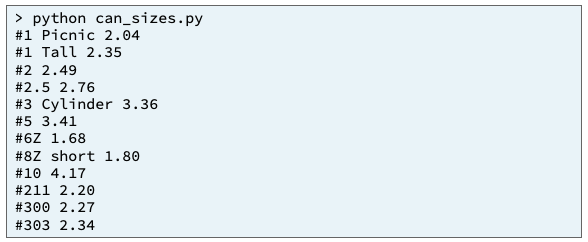 > python can_sizes.py
#1 Picnic 2.04
#1 Tall 2.35
#2 2.49
#2.5 2.76
#3 Cylinder 3.36
#5 3.41
#6Z 1.68
#8Z short 1.80
#10 4.17
#211 2.20
#300 2.27
#303 2.34